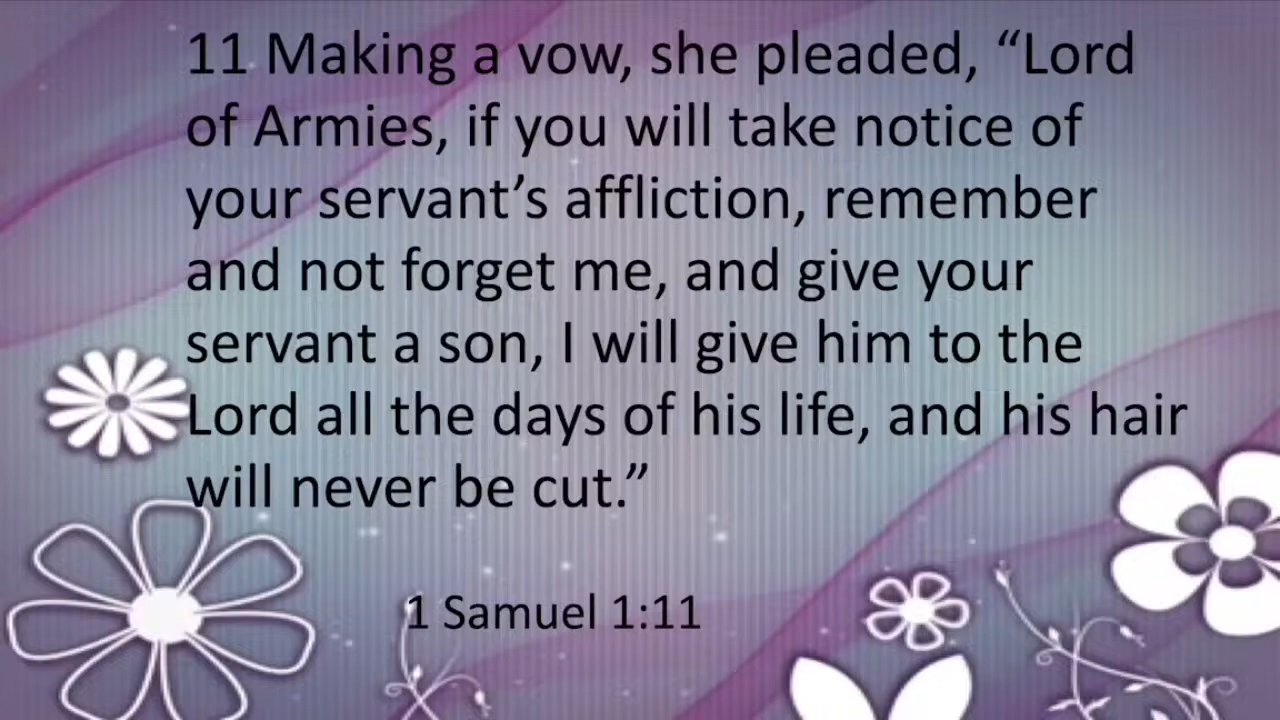 11 Making a vow, she pleaded, “Lord
of Armies, if you will take notice of
your servant’s affliction, remember
and not forget me, and give your
servant a son, I will give him to the
Lord all the days of his life, and his hair
will never be cut.”
1 Samuel 1:11